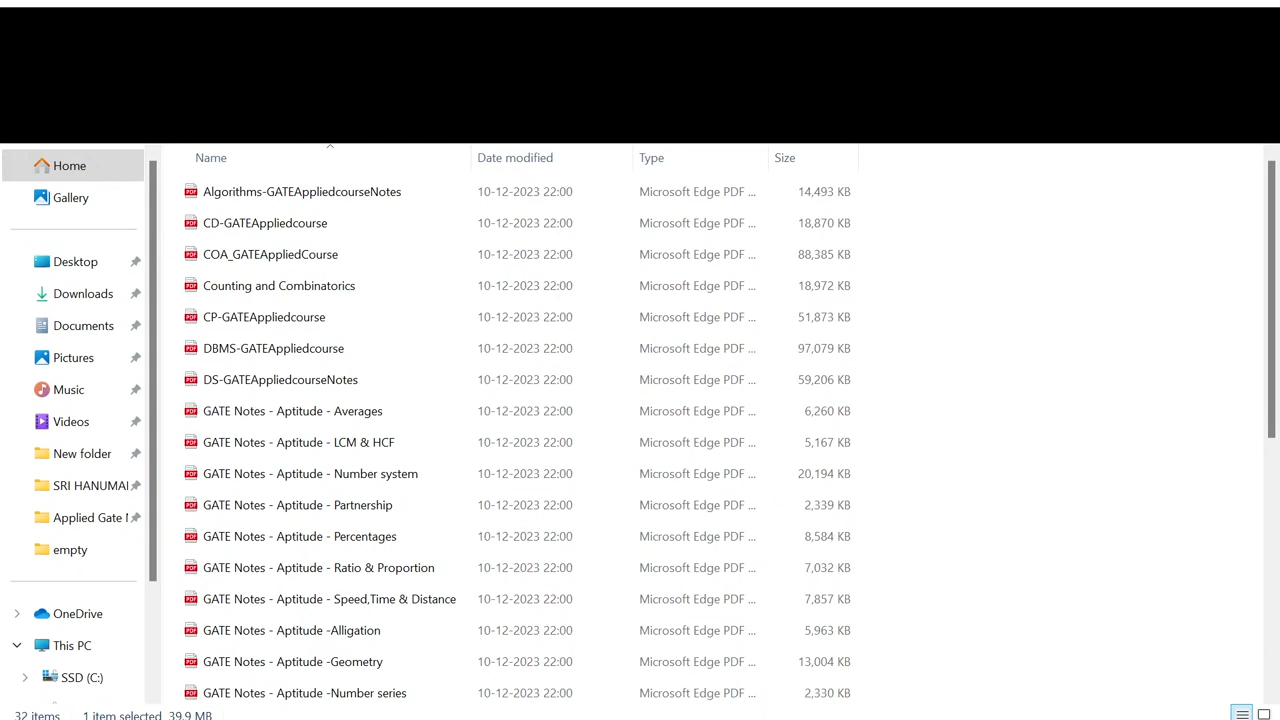 Name Date modified Type Size
Home
Gallery
Desktop
Downloads
Documents
Pictures
Music
Videos
New folder
SRI HANUMAI
Applied Gate I
empty
OneDrive
This PC
SSD (C:)
Algorithms-GATEAppliedcourseNotes 10-12-2023 22:00 Microsoft Edge PDF ... 14,493 KB
CD-GATEAppliedcourse 10-12-2023 22:00 Microsoft Edge PDF ... 18,870 KB
COA_GATEAppliedCourse 10-12-2023 22:00 Microsoft Edge PDF ... 88,385 KB
Counting and Combinatorics 10-12-2023 22:00 Microsoft Edge PDF ... 18,972 KB
CP-GATEAppliedcourse 10-12-2023 22:00 Microsoft Edge PDF ... 51,873 KB
DBMS-GATEAppliedcourse 10-12-2023 22:00 Microsoft Edge PDF ... 97,079 KB
DS-GATEAppliedcourseNotes 10-12-2023 22:00 Microsoft Edge PDF ... 59,206 KB
GATE Notes - Aptitude - Averages 10-12-2023 22:00 Microsoft Edge PDF ... 6,260 KB
GATE Notes - Aptitude - LCM & HCF 10-12-2023 22:00 Microsoft Edge PDF ... 5,167 KB
GATE Notes - Aptitude - Number system 10-12-2023 22:00 Microsoft Edge PDF ... 20,194 KB
GATE Notes - Aptitude - Partnership 10-12-2023 22:00 Microsoft Edge PDF ... 2,339 KB
GATE Notes - Aptitude - Percentages 10-12-2023 22:00 Microsoft Edge PDF ... 8,584 KB
GATE Notes - Aptitude - Ratio & Proportion 10-12-2023 22:00 Microsoft Edge PDF ... 7,032 KB
GATE Notes - Aptitude - Speed,Time & Distance 10-12-2023 22:00 Microsoft Edge PDF ... 7,857 KB
GATE Notes - Aptitude -Alligation 10-12-2023 22:00 Microsoft Edge PDF ... 5,963 KB
GATE Notes - Aptitude -Geometry 10-12-2023 22:00 Microsoft Edge PDF ... 13,004 KB
GATE Notes - Aptitude -Number series 10-12-2023 22:00 Microsoft Edge PDF ... 2,330 KB
32 items 1 item selected 39.9 MB